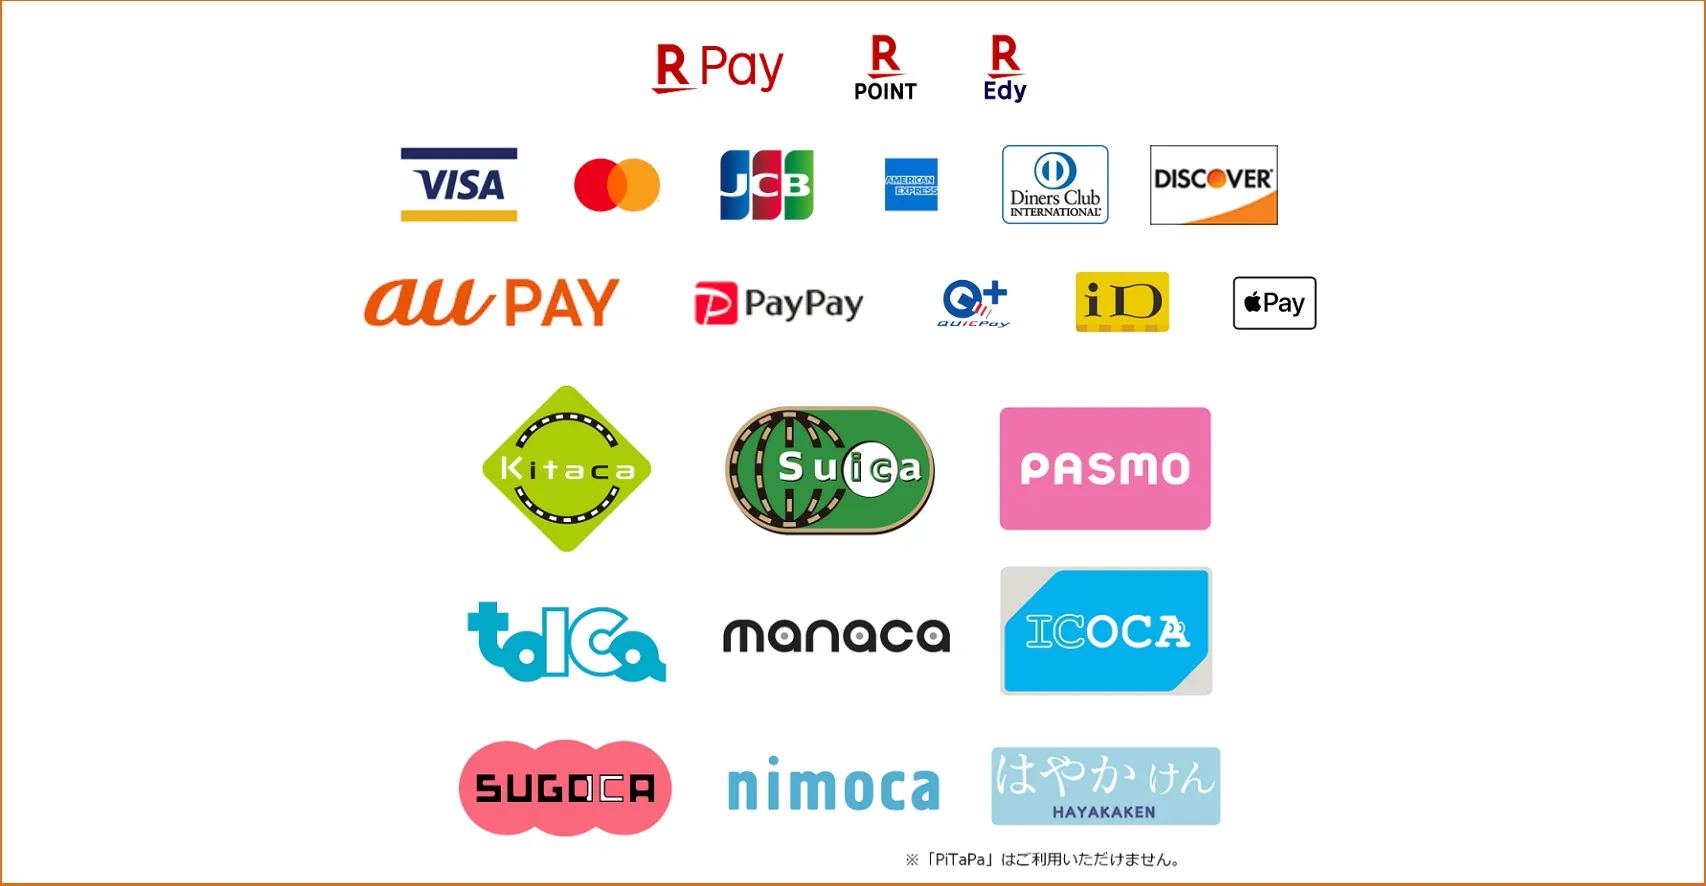 R Pay
R
POINT
R
Edy
VISA
JCB
AMERICAN
EXPRESS
Diners Club
INTERNATIONAL®
DISCOVER®
au PAY
P PayPay
Q+
QUICPay
iD
Pay
Kitaca
Suica
PASMO
toICa
manaca
ICOCA
SUGOCA
nimoca
はやかけん
HAYAKAKEN
※「PiTaPa」はご利用いただけません。